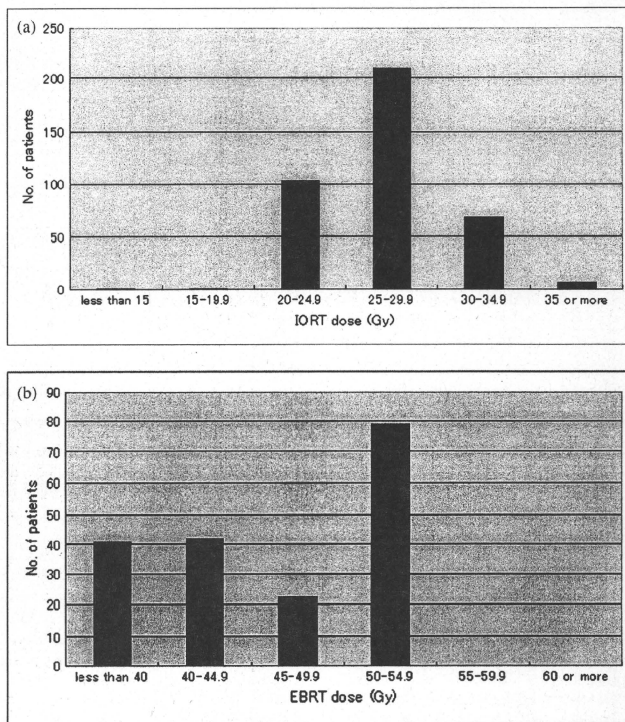 (a)
250
200
150
100
50
0
No. of patients
less than 15 15-19.9 20-24.9 25-29.9 30-34.9 35 or more
IORT dose (Gy)
(b)
90
80
70
60
50
40
30
20
10
0
No. of patients
less than 40 40-44.9 45-49.9 50-54.9 55-59.9 60 or more
EBRT dose (Gy)